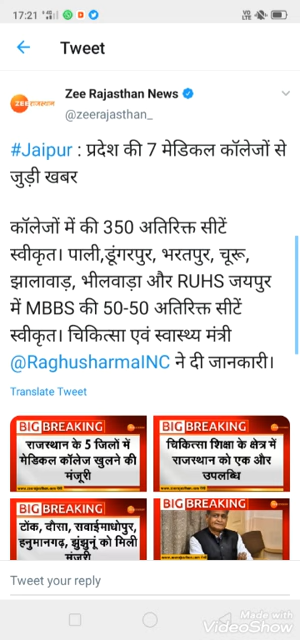 17:21
Tweet
Zee Rajasthan News
@zeerajasthan_
#Jaipur : प्रदेश की 7 मेडिकल कॉलेजों से
जुड़ी खबर
कॉलेजों में की 350 अतिरिक्त सीटें
स्वीकृत। पाली,डूंगरपुर, भरतपुर, चूरू,
झालावाड़, भीलवाड़ा और RUHS जयपुर
में MBBS की 50-50 अतिरिक्त सीटें
स्वीकृत। चिकित्सा एवं स्वास्थ्य मंत्री
@RaghusharmaINC ने दी जानकारी।
Translate Tweet
BIG BREAKING
राजस्थान के 5 जिलों में
मेडिकल कॉलेज खुलने की
मंजूरी
BIG BREAKING
चिकित्सा शिक्षा के क्षेत्र में
राजस्थान को एक और
उपलब्धि
BIG BREAKING
टोंक, दौसा, सवाईमाधोपुर,
हनुमानगढ़, झुंझुनूं को मिली
मंजूरी
BIG BREAKING
Tweet your reply
Made with
VideoShow